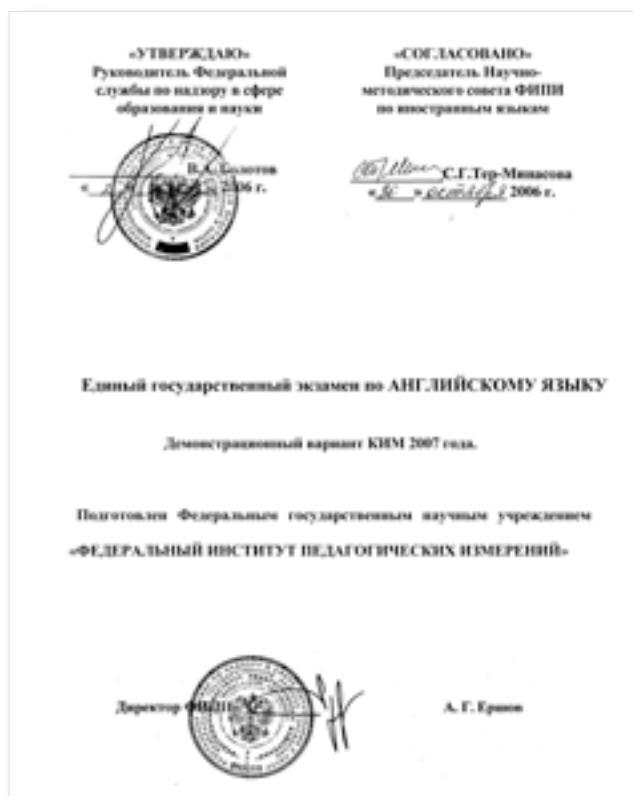 «УТВЕРЖДАЮ»
Руководитель Федеральной
службы по надзору в сфере
образования и науки
В.А. Болотов
2006 г.
«СОГЛАСОВАНО»
Председатель Научно-
методического совета ФИПИ
по иностранным языкам
С.Г.Тер-Минасова
«30» октября 2006 г.
Единый государственный экзамен по АНГЛИЙСКОМУ ЯЗЫКУ
Демонстрационный вариант КИМ 2007 года.
Подготовлен Федеральным государственным научным учреждением
«ФЕДЕРАЛЬНЫЙ ИНСТИТУТ ПЕДАГОГИЧЕСКИХ ИЗМЕРЕНИЙ»
Директор ФИПИ
А. Г. Ершов